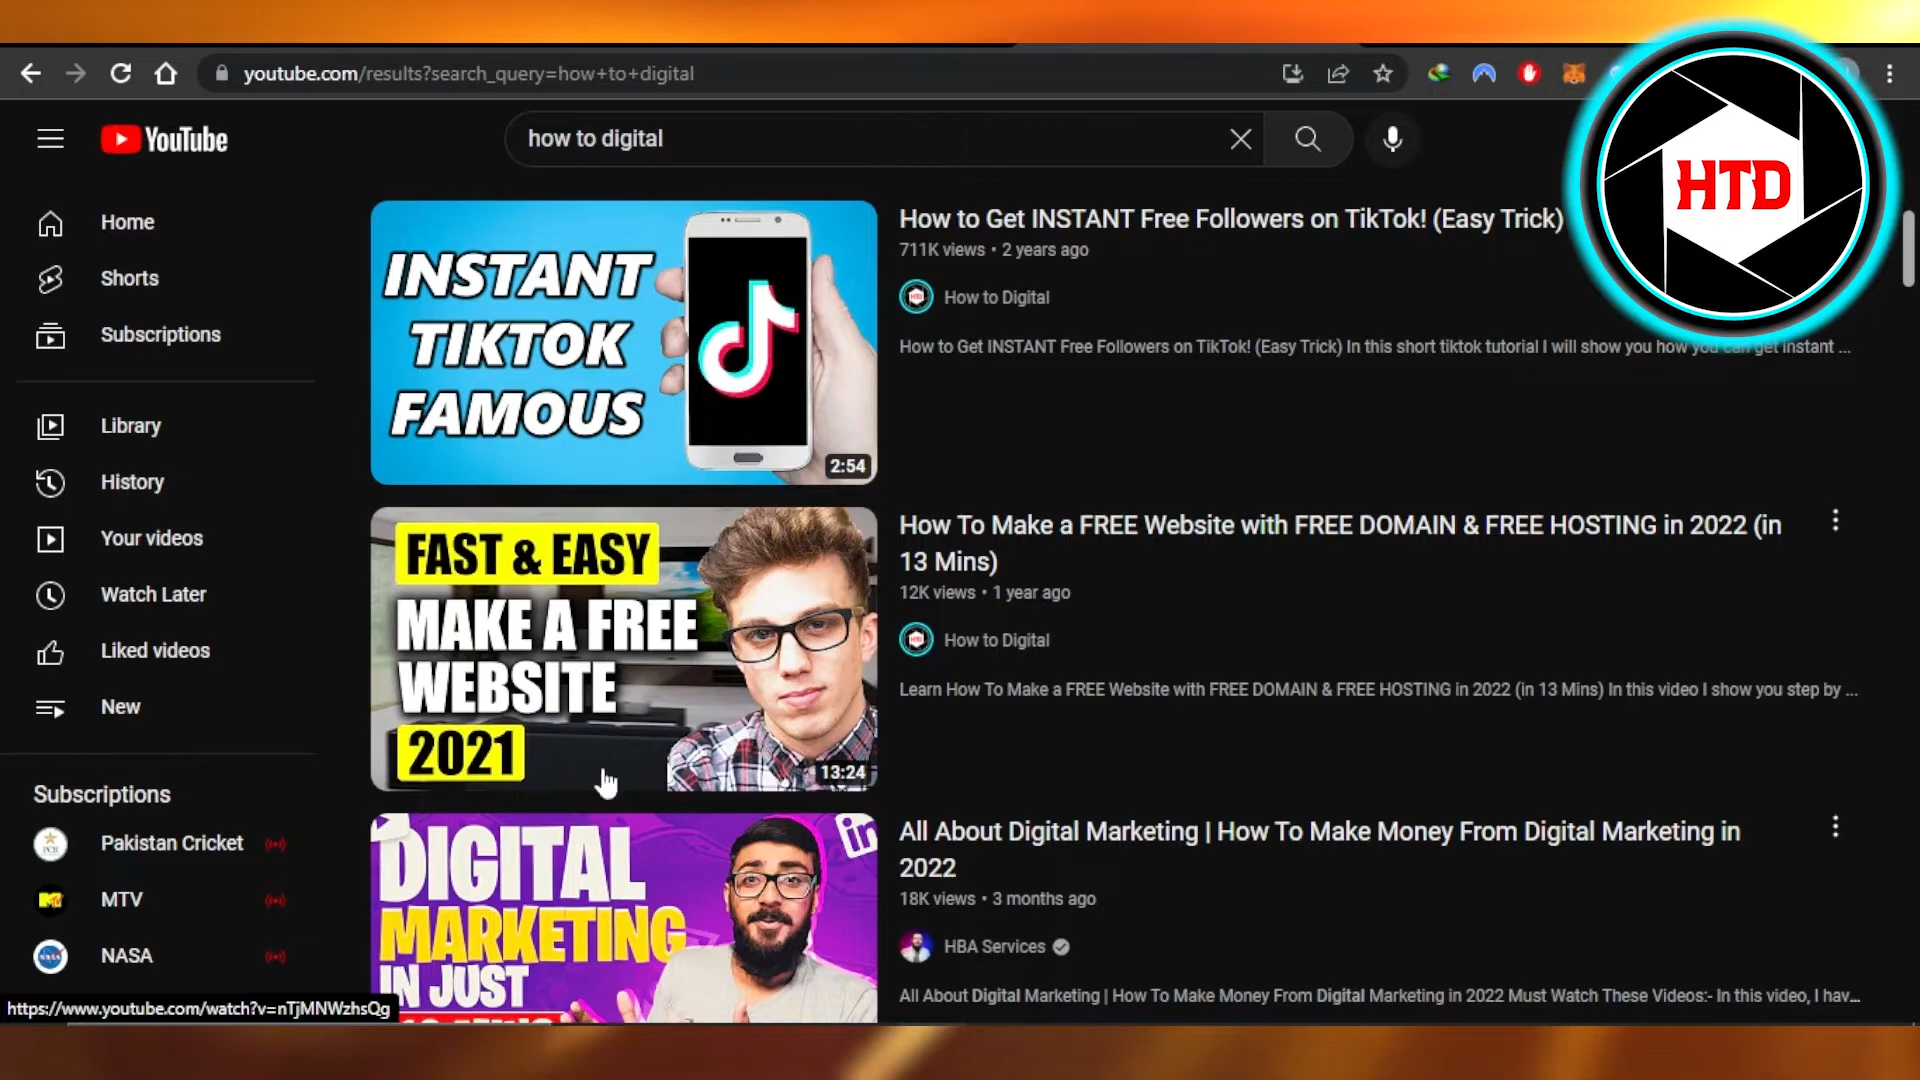 youtube.com/results?search_query=how+to+digital
YouTube
how to digital
HTD
Home
Shorts
Subscriptions
Library
History
Your videos
Watch Later
Liked videos
New
Subscriptions
Pakistan Cricket
MTV
NASA
https://www.youtube.com/watch?v=nTjMNWzhsQg
INSTANT
TIKTOK
FAMOUS
2:54
How to Get INSTANT Free Followers on TikTok! (Easy Trick)
711K views • 2 years ago
How to Digital
How to Get INSTANT Free Followers on TikTok! (Easy Trick) In this short tiktok tutorial I will show you how you can get instant ...
FAST & EASY
MAKE A FREE
WEBSITE
2021
13:24
How To Make a FREE Website with FREE DOMAIN & FREE HOSTING in 2022 (in
13 Mins)
12K views • 1 year ago
How to Digital
Learn How To Make a FREE Website with FREE DOMAIN & FREE HOSTING in 2022 (in 13 Mins) In this video I show you step by ...
DIGITAL
MARKETING
IN JUST
in
All About Digital Marketing | How To Make Money From Digital Marketing in
2022
18K views • 3 months ago
HBA Services
All About Digital Marketing | How To Make Money From Digital Marketing in 2022 Must Watch These Videos:- In this video, I hav...